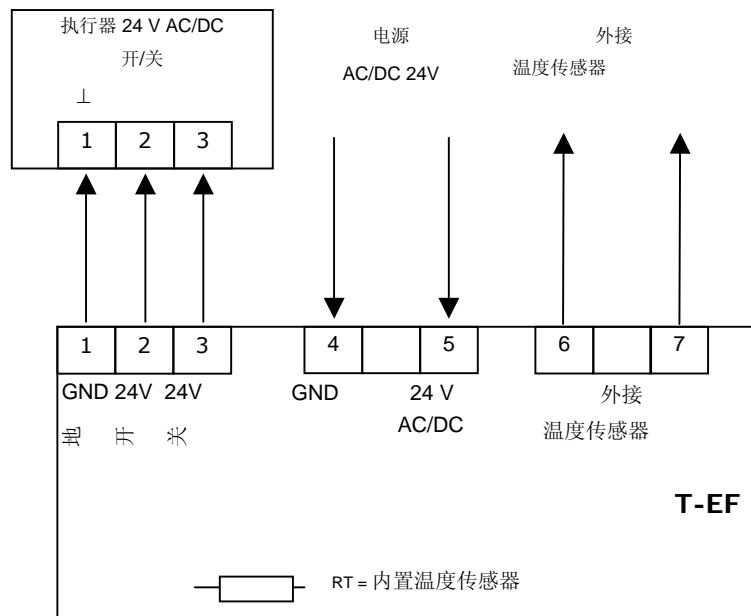 执行器 24 V AC/DC
开/关
⊥
1 2 3
电源
AC/DC 24V
外接
温度传感器
1 2 3
GND 24V 24V
地 开 关
4 5
GND 24 V
AC/DC
6 7
外接
温度传感器
T-EF
RT = 内置温度传感器